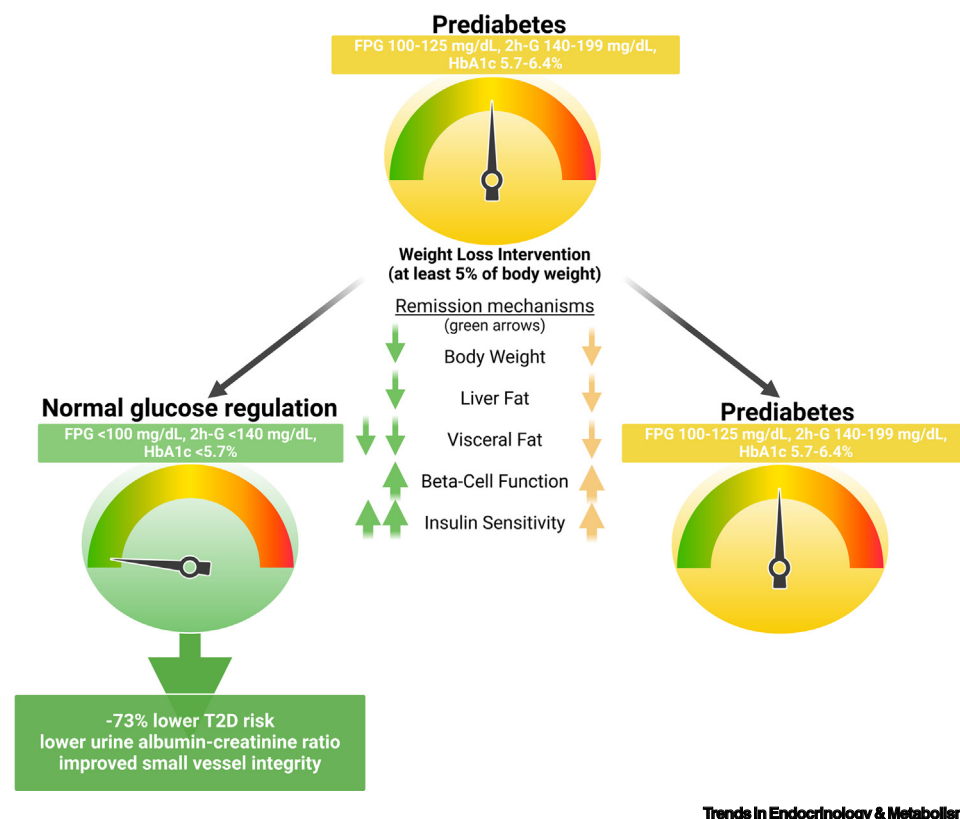 Prediabetes
FPG 100-125 mg/dL, 2h-G 140-199 mg/dL,
HbA1c 5.7-6.4%
Weight Loss Intervention
(at least 5% of body weight)
Remission mechanisms
(green arrows)
Body Weight
Liver Fat
Visceral Fat
Beta-Cell Function
Insulin Sensitivity
Normal glucose regulation
FPG <100 mg/dL, 2h-G <140 mg/dL,
HbA1c <5.7%
-73% lower T2D risk
lower urine albumin-creatinine ratio
improved small vessel integrity
Prediabetes
FPG 100-125 mg/dL, 2h-G 140-199 mg/dL,
HbA1c 5.7-6.4%
Trends in Endocrinology & Metabolism